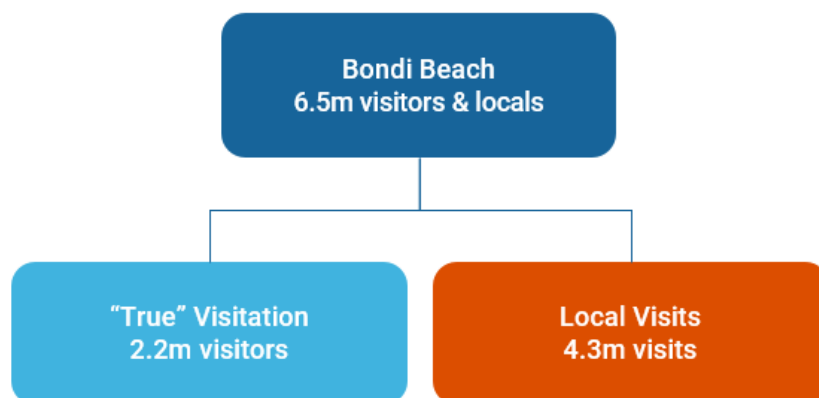 Bondi Beach
6.5m visitors & locals
“True” Visitation
2.2m visitors
Local Visits
4.3m visits